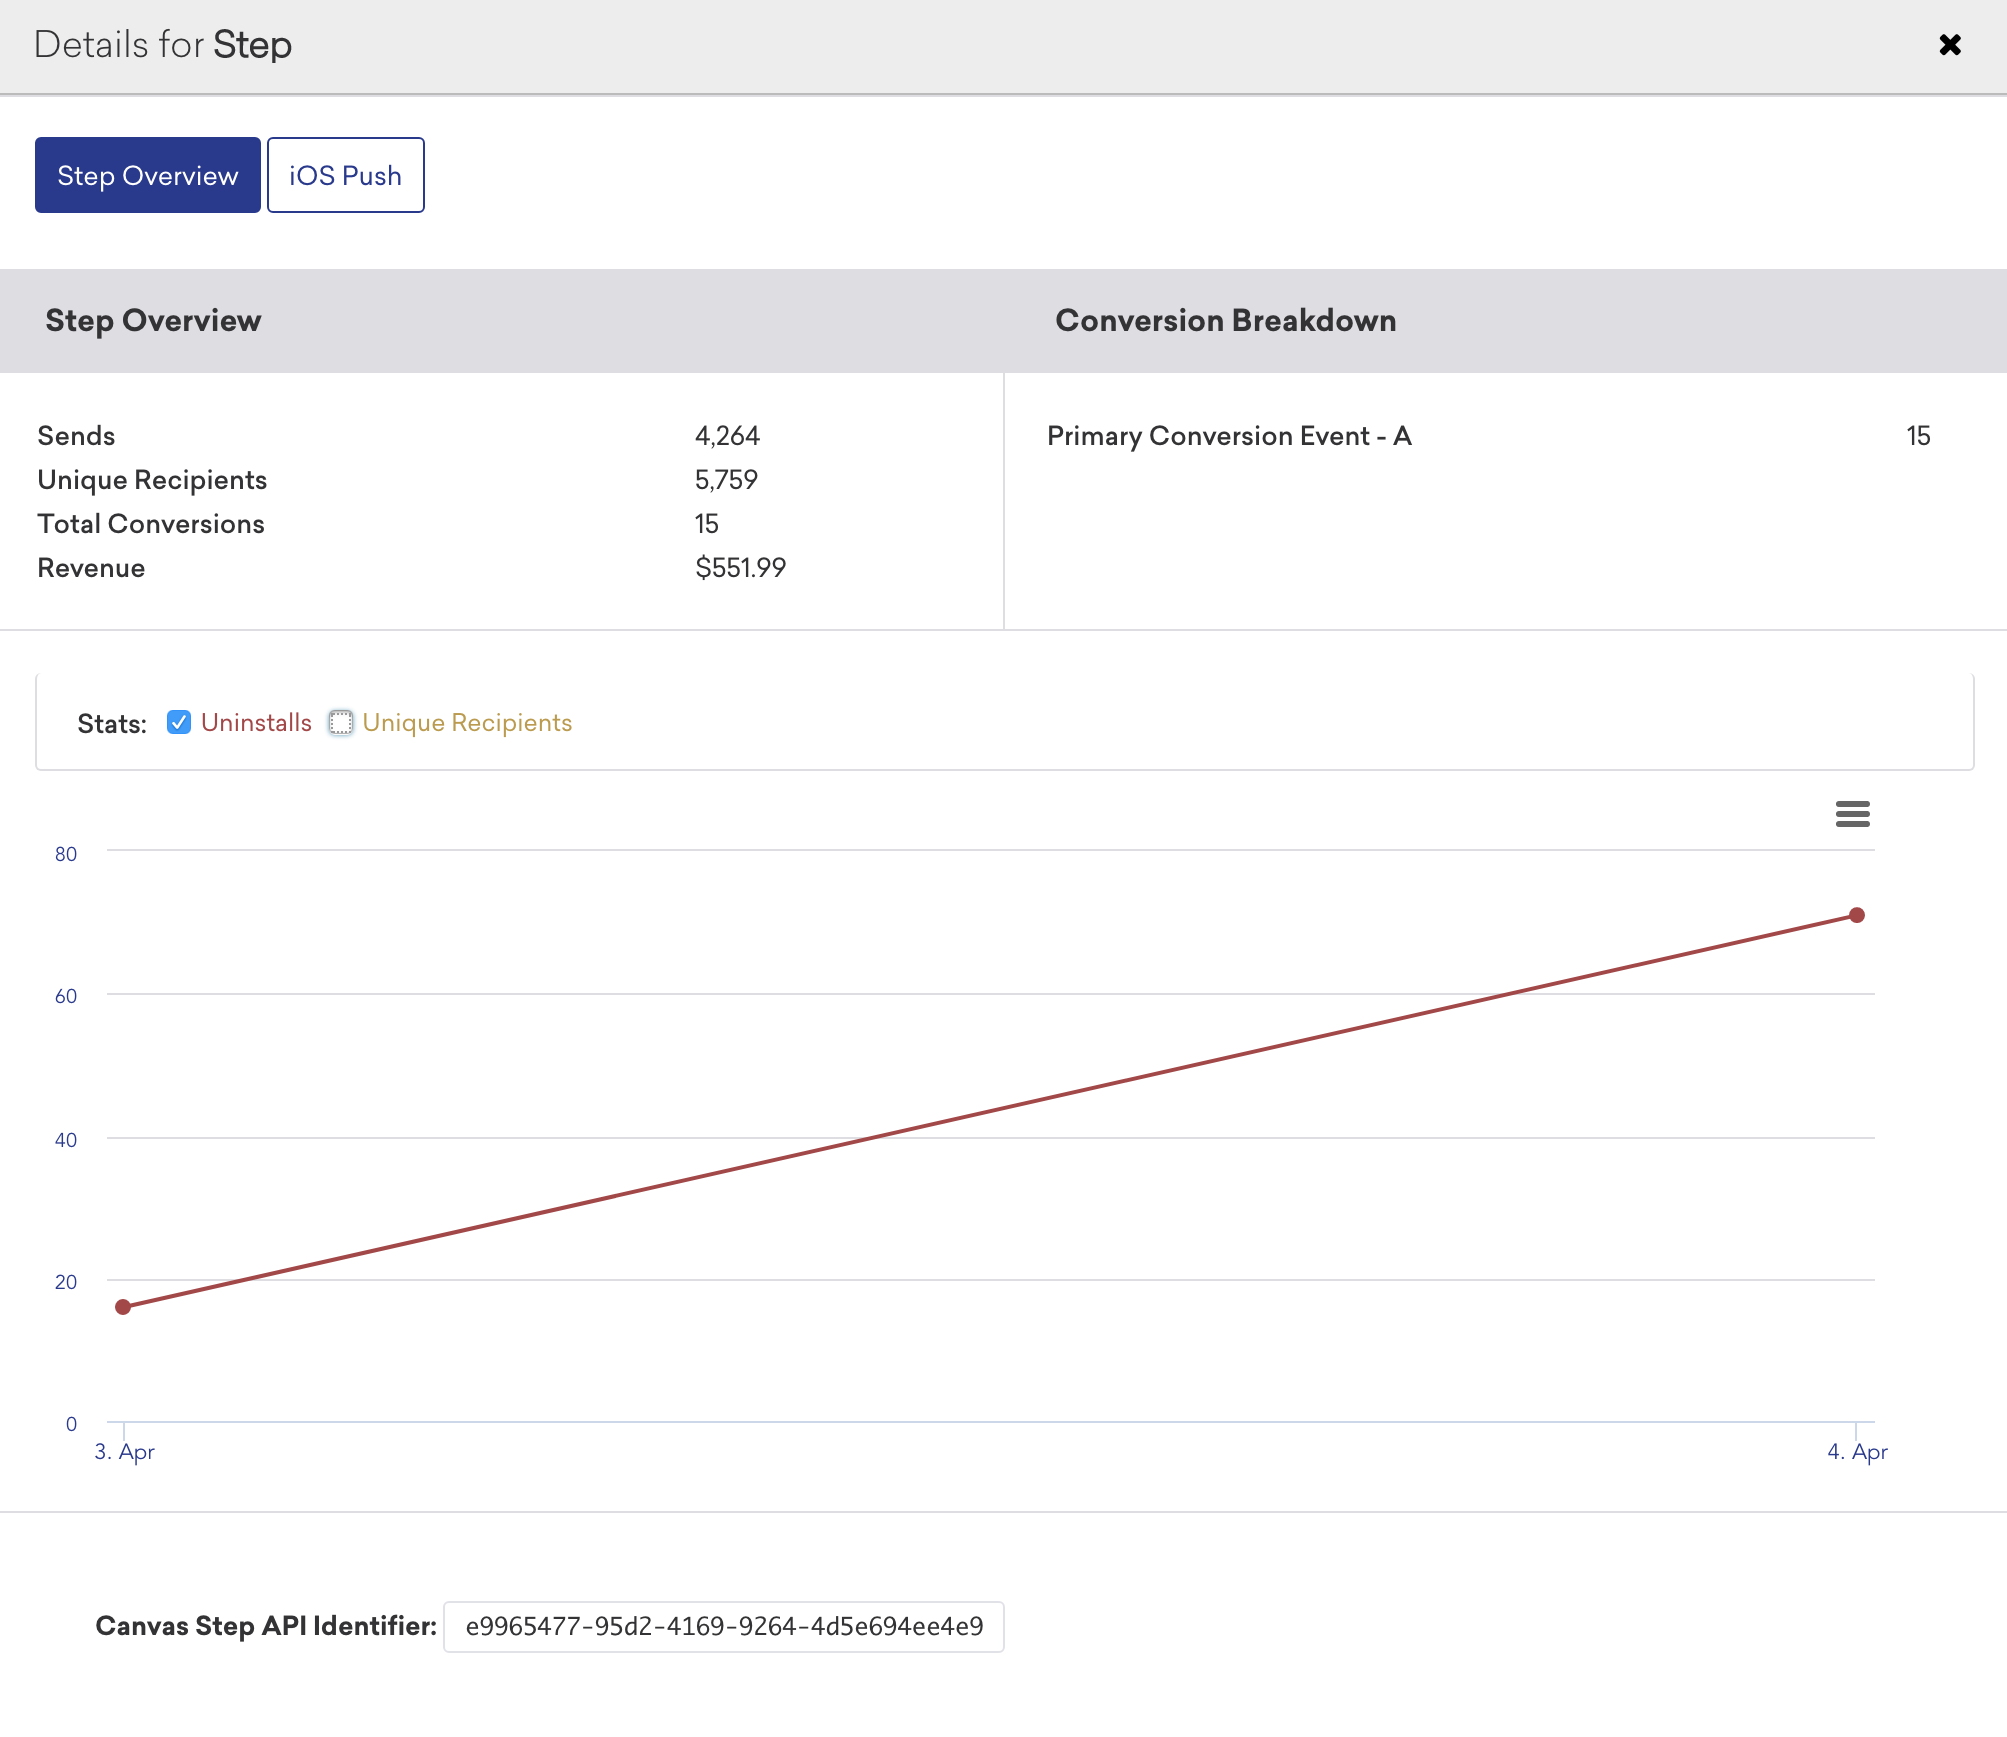 Details for Step
Step Overview iOS Push
Step Overview Conversion Breakdown
Sends 4,264 Primary Conversion Event - A 15
Unique Recipients 5,759
Total Conversions 15
Revenue $551.99
Stats: Uninstalls Unique Recipients
80
60
40
20
0
3. Apr 4. Apr
Canvas Step API Identifier: e9965477-95d2-4169-9264-4d5e694ee4e9